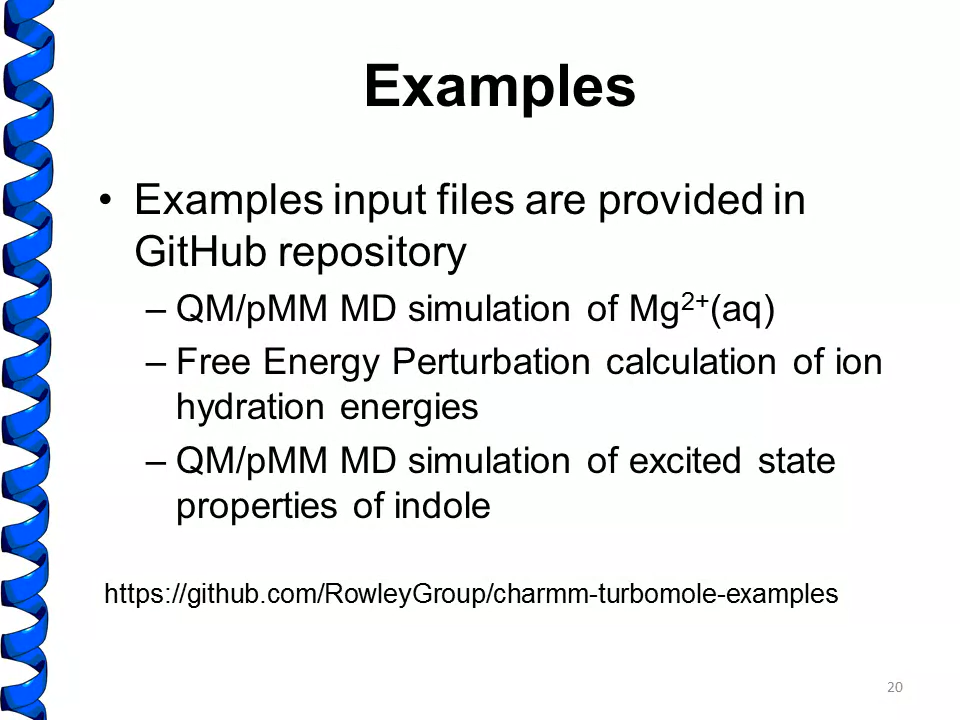 Examples
• Examples input files are provided in
GitHub repository
– QM/pMM MD simulation of Mg²⁺(aq)
– Free Energy Perturbation calculation of ion
hydration energies
– QM/pMM MD simulation of excited state
properties of indole
https://github.com/RowleyGroup/charmm-turbomole-examples
20